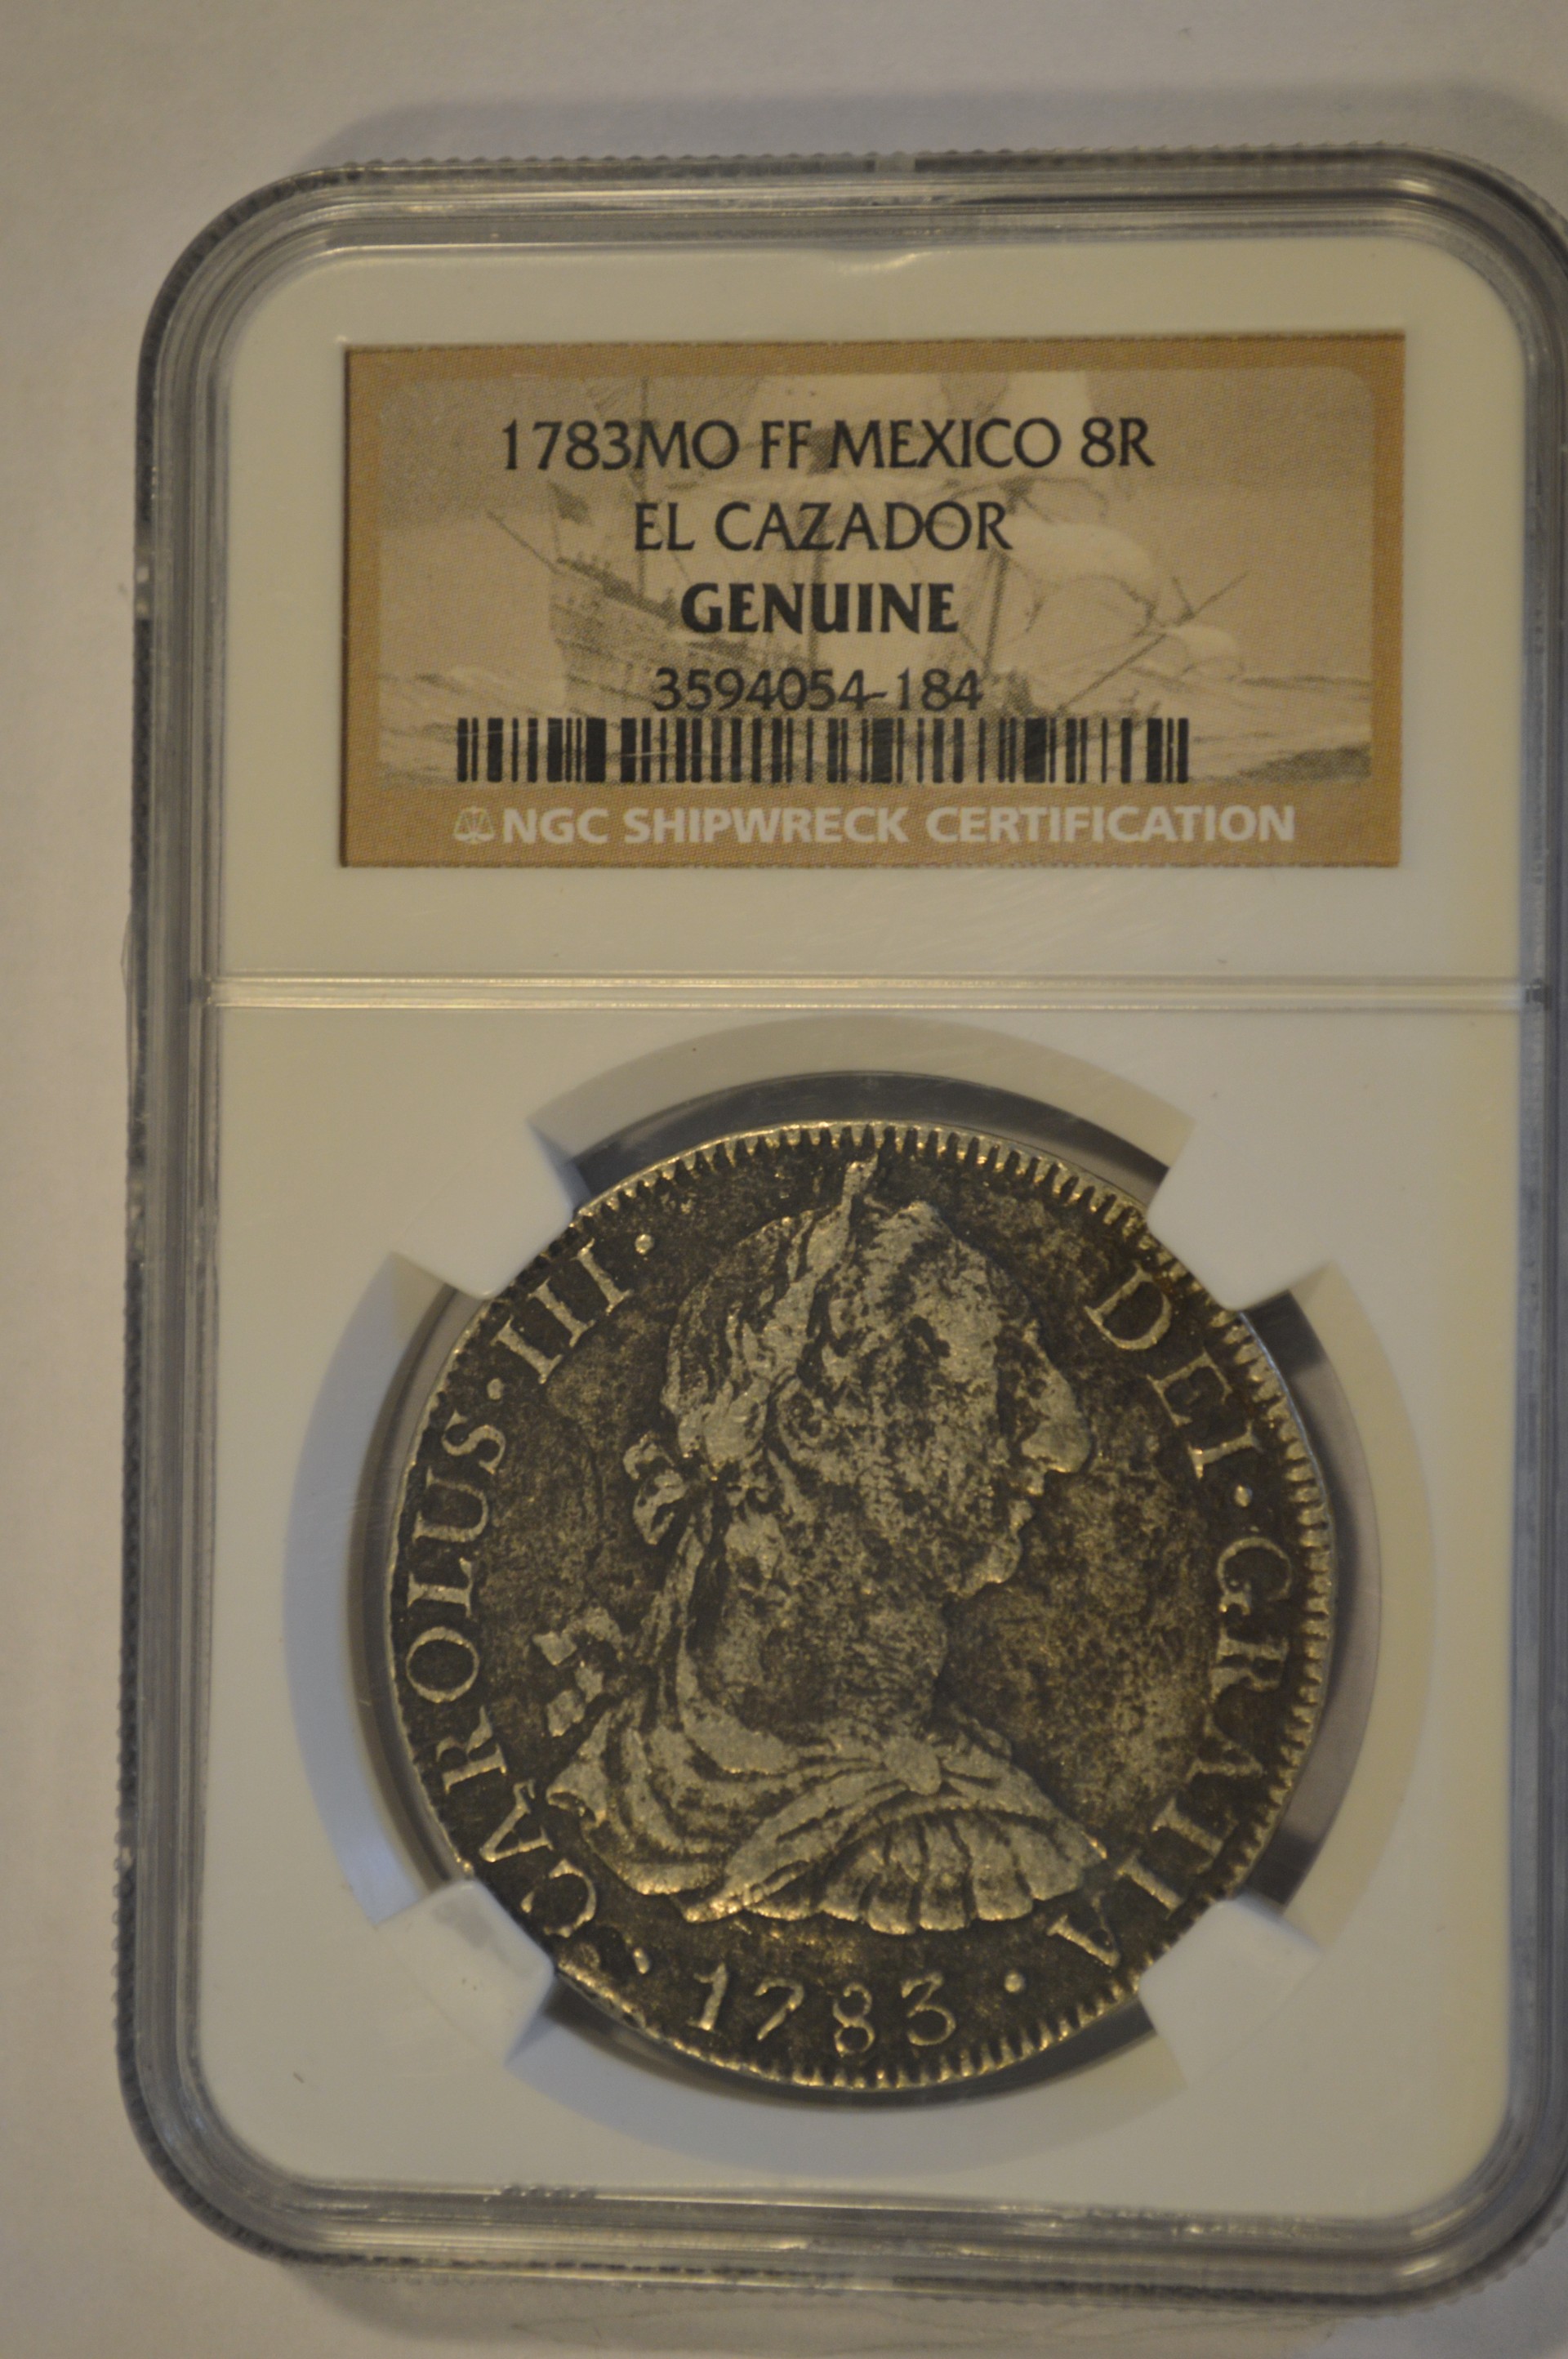 1783MO FF MEXICO 8R
EL CAZADOR
GENUINE
3594054-184
NGC SHIPWRECK CERTIFICATION
·CAROLUS·III· DEI·GRATIA
·1783·